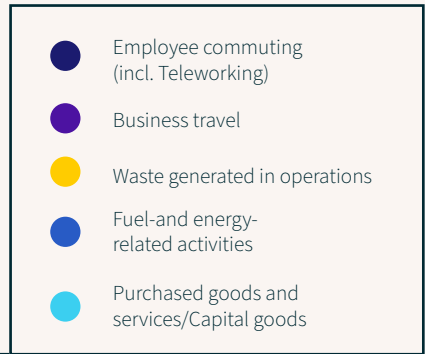 Employee commuting
(incl. Teleworking)
Business travel
Waste generated in operations
Fuel-and energy-
related activities
Purchased goods and
services/Capital goods